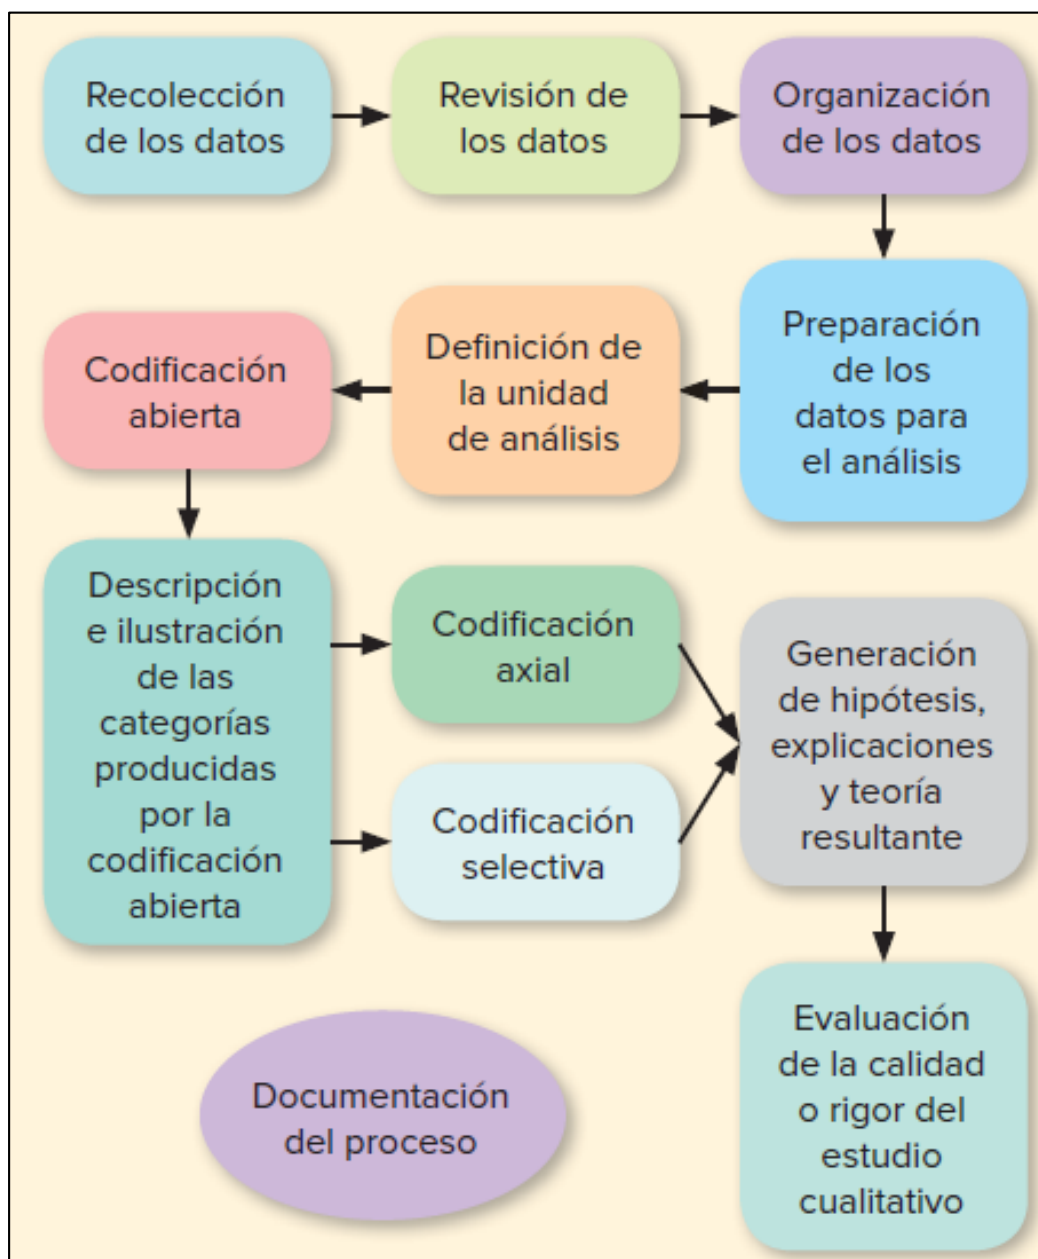 Recolección
de los datos
Revisión de
los datos
Organización
de los datos
Preparación
de los
datos para
el análisis
Definición de
la unidad
de análisis
Codificación
abierta
Descripción
e ilustración
de las
categorías
producidas
por la
codificación
abierta
Codificación
axial
Codificación
selectiva
Generación
de hipótesis,
explicaciones
y teoría
resultante
Evaluación
de la calidad
o rigor del
estudio
cualitativo
Documentación
del proceso